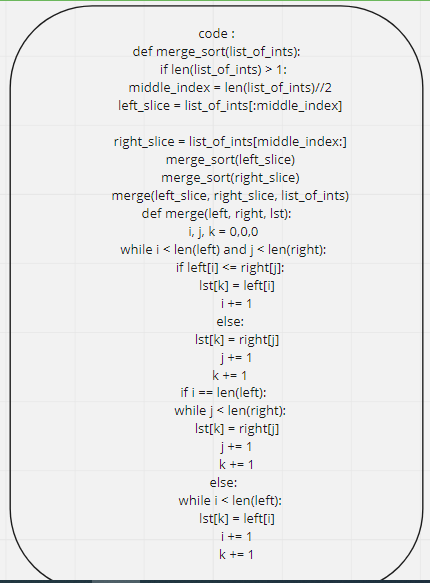 code :
def merge_sort(list_of_ints):
if len(list_of_ints) > 1:
middle_index = len(list_of_ints)//2
left_slice = list_of_ints[:middle_index]
right_slice = list_of_ints[middle_index:]
merge_sort(left_slice)
merge_sort(right_slice)
merge(left_slice, right_slice, list_of_ints)
def merge(left, right, lst):
i, j, k = 0,0,0
while i < len(left) and j < len(right):
if left[i] <= right[j]:
lst[k] = left[i]
i += 1
else:
lst[k] = right[j]
j += 1
k += 1
if i == len(left):
while j < len(right):
lst[k] = right[j]
j += 1
k += 1
else:
while i < len(left):
lst[k] = left[i]
i += 1
k += 1